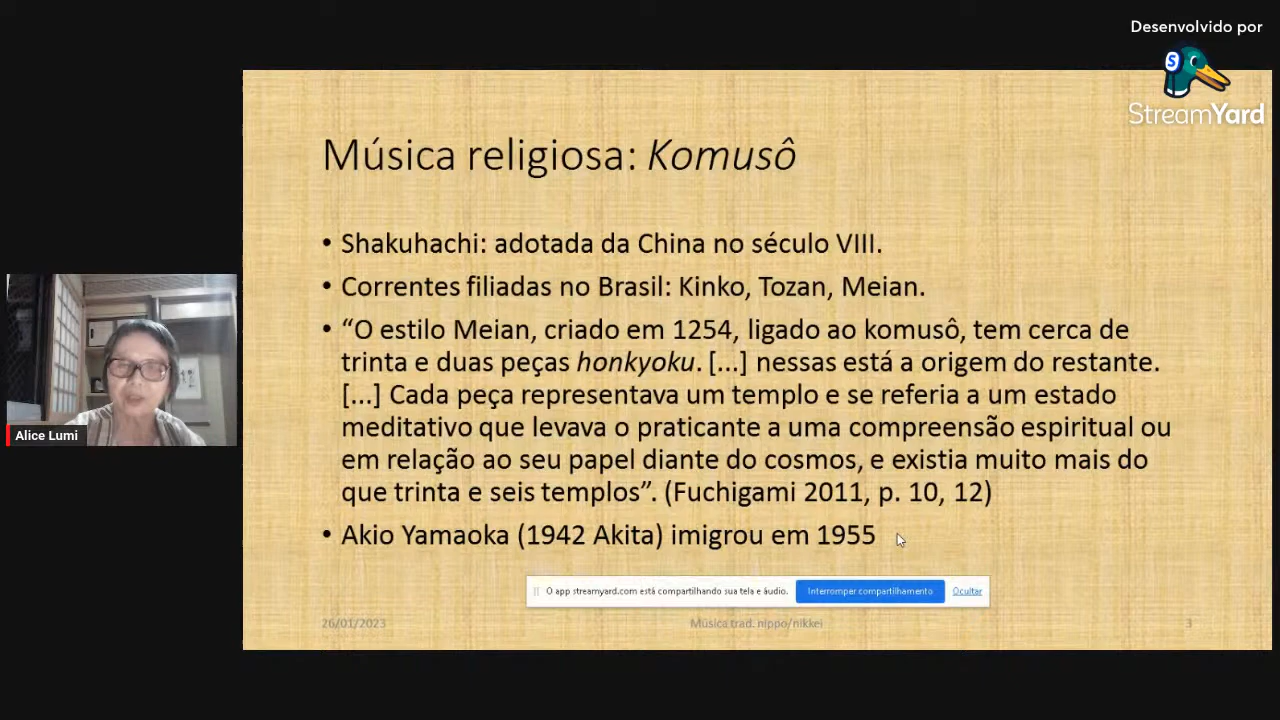 Desenvolvido por
StreamYard
Música religiosa: Komusô
• Shakuhachi: adotada da China no século VIII.
• Correntes filiadas no Brasil: Kinko, Tozan, Meian.
• “O estilo Meian, criado em 1254, ligado ao komusô, tem cerca de
trinta e duas peças honkyoku. [...] nessas está a origem do restante.
[...] Cada peça representava um templo e se referia a um estado
meditativo que levava o praticante a uma compreensão espiritual ou
em relação ao seu papel diante do cosmos, e existia muito mais do
que trinta e seis templos”. (Fuchigami 2011, p. 10, 12)
• Akio Yamaoka (1942 Akita) imigrou em 1955
Alice Lumi
O app streamyard.com está compartilhando sua tela e áudio. Interromper compartilhamento Ocultar
26/01/2023 Música trad. nippo/nikkei 3